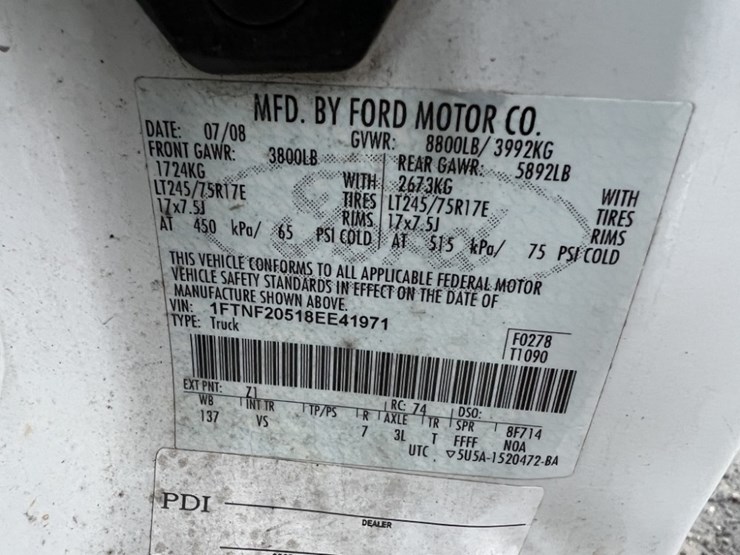 MFD. BY FORD MOTOR CO.
DATE: 07/08 GVWR: 8800LB/ 3992KG
FRONT GAWR: 3800LB REAR GAWR: 5892LB
1724KG WITH 2673KG WITH
LT245/75R17E TIRES LT245/75R17E TIRES
17x7.5J RIMS 17x7.5J RIMS
AT 450 kPa/ 65 PSI COLD AT 515 kPa/ 75 PSI COLD
THIS VEHICLE CONFORMS TO ALL APPLICABLE FEDERAL MOTOR
VEHICLE SAFETY STANDARDS IN EFFECT ON THE DATE OF
MANUFACTURE SHOWN ABOVE.
VIN: 1FTNF20518EE41971
TYPE: Truck
F0278
T1090
EXT PNT: Z1 RC: 74 DSO:
WB INT TR TP/PS R AXLE TR SPR 8F714
137 VS 7 3L T FFFF NOA
UTC ▽5U5A-1520472-BA
PDI
DEALER